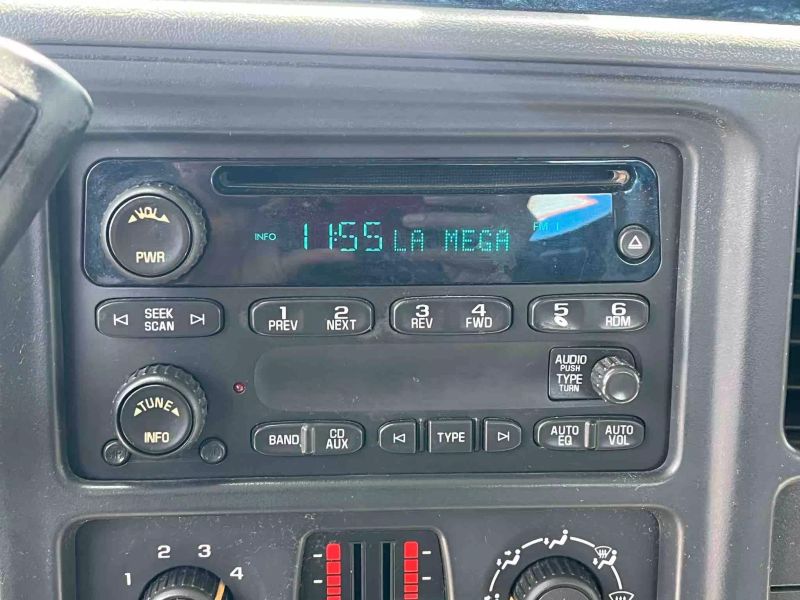 VOL
PWR
INFO 11:55 LA MEGA FM 1
SEEK
SCAN
1 PREV 2 NEXT
3 REV 4 FWD
5 6 RDM
AUDIO
PUSH
TYPE
TURN
TUNE
INFO
BAND CD AUX
TYPE
AUTO EQ AUTO VOL
1 2 3 4